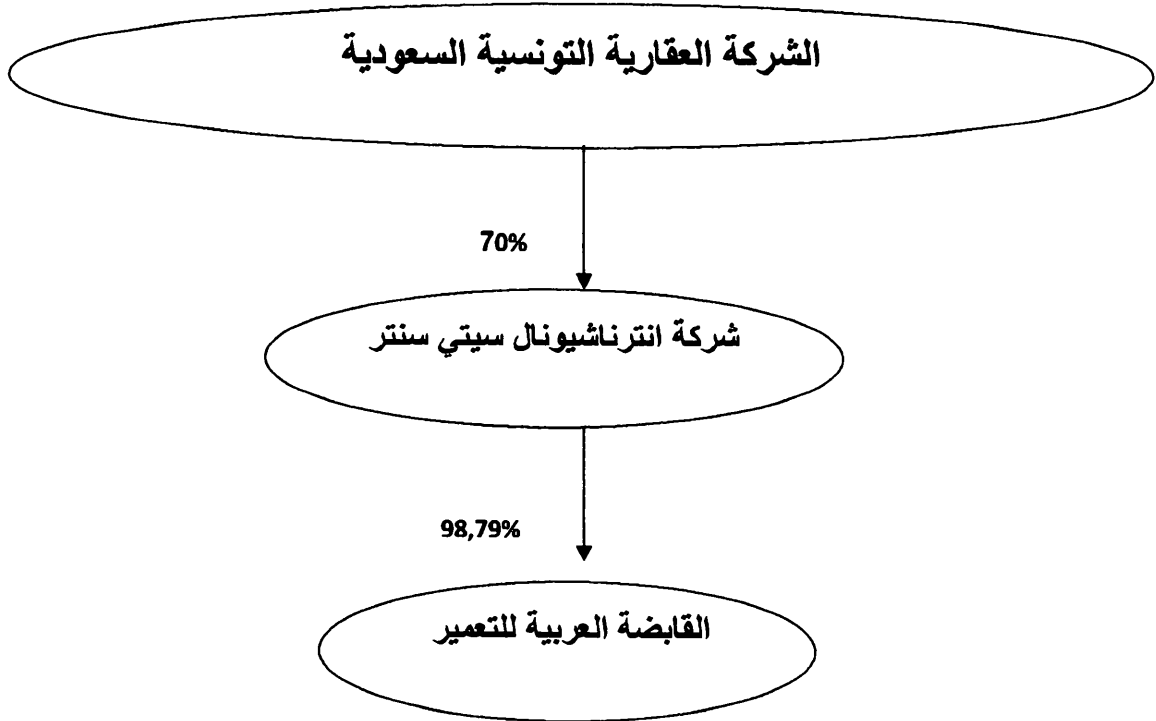 الشركة العقارية التونسية السعودية
70%
شركة انترناشيونال سيتي سنتر
98,79%
القابضة العربية للتعمير